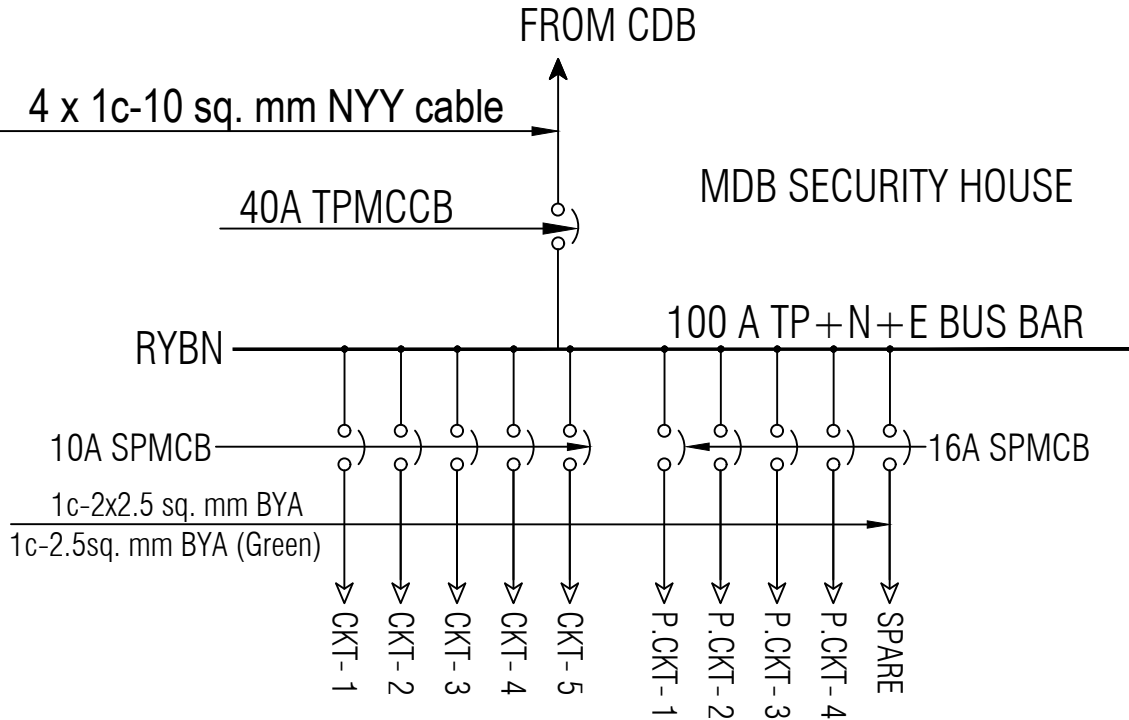 FROM CDB
4 x 1c-10 sq. mm NYY cable
MDB SECURITY HOUSE
40A TPMCCB
100 A TP+N+E BUS BAR
RYBN
10A SPMCB
16A SPMCB
1c-2x2.5 sq. mm BYA
1c-2.5sq. mm BYA (Green)
CKT-1
CKT-2
CKT-3
CKT-4
CKT-5
P.CKT-1
P.CKT-2
P.CKT-3
P.CKT-4
SPARE